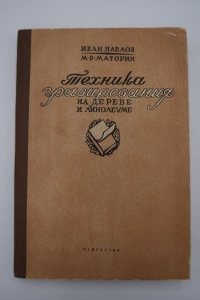 ИВАН ПАВЛОВ
М·В·МАТОРИН
Техника
гравирования
НА ДЕРЕВЕ
И ЛИНОЛЕУМЕ